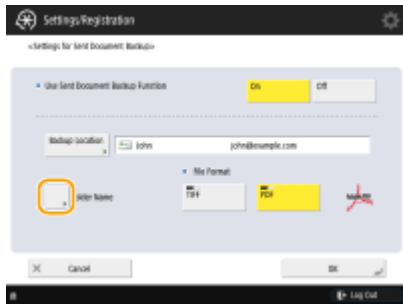 Settings/Registration
<Settings for Sent Document Backup>
Use Sent Document Backup Function
On
Off
Backup Location
John
john@example.com
File Format
Folder Name
TIFF
PDF
Cancel
OK
Log Out